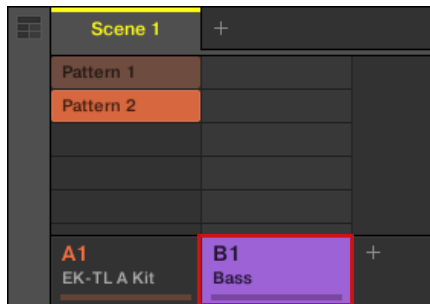 Scene 1 +
Pattern 1
Pattern 2
A1 B1 +
EK-TL A Kit Bass